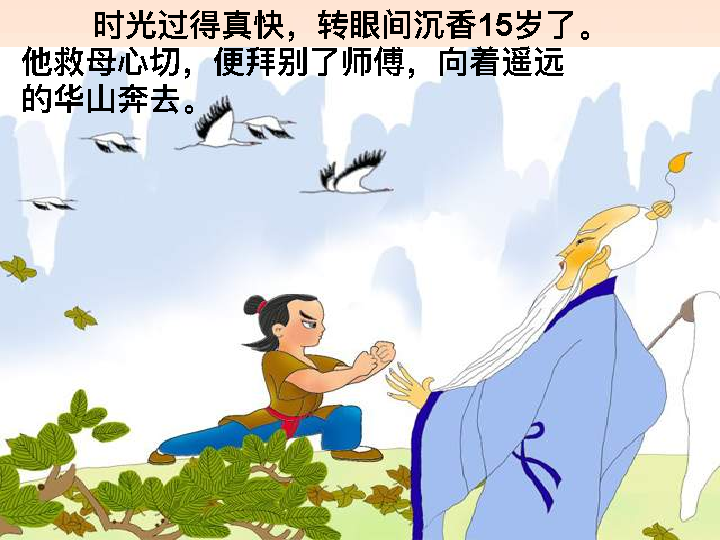 时光过得真快，转眼间沉香15岁了。
他救母心切，便拜别了师傅，向着遥远
的华山奔去。